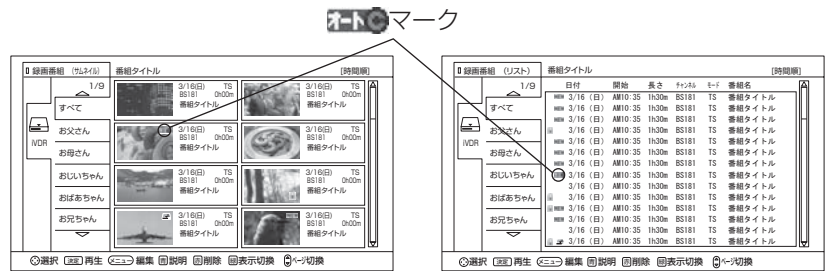 オートCマーク
録画番組 (サムネイル) 番組タイトル [時間順]
1/9
すべて
お父さん
お母さん
おじいちゃん
おばあちゃん
お兄ちゃん
iVDR
3/16(日) TS
BS181 0h00m
番組タイトル
3/16(日) TS
BS181 0h00m
番組タイトル
3/16(日) TS
BS181 0h00m
番組タイトル
3/16(日) TS
BS181 0h00m
番組タイトル
3/16(日) TS
BS181 0h00m
番組タイトル
3/16(日) TS
BS181 0h00m
番組タイトル
3/16(日) TS
BS181 0h00m
番組タイトル
3/16(日) TS
BS181 0h00m
番組タイトル
選択 決定 再生 メニュー 編集 青 説明 赤 削除 緑 表示切換 ページ切換
録画番組 (リスト) 番組タイトル [時間順]
1/9
すべて
お父さん
お母さん
おじいちゃん
おばあちゃん
お兄ちゃん
iVDR
日付 開始 長さ チャンネル モード 番組名
NEW 3/16 (日) AM10:35 1h30m BS181 TS 番組タイトル
NEW 3/16 (日) AM10:35 1h30m BS181 TS 番組タイトル
NEW 3/16 (日) AM10:35 1h30m BS181 TS 番組タイトル
3/16 (日) AM10:35 1h30m BS181 TS 番組タイトル
NEW 3/16 (日) AM10:35 1h30m BS181 TS 番組タイトル
NEW 3/16 (日) AM10:35 1h30m BS181 TS 番組タイトル
NEW 3/16 (日) AM10:35 1h30m BS181 TS 番組タイトル
3/16 (日) AM10:35 1h30m BS181 TS 番組タイトル
3/16 (日) AM10:35 1h30m BS181 TS 番組タイトル
3/16 (日) AM10:35 1h30m BS181 TS 番組タイトル
NEW 3/16 (日) AM10:35 1h30m BS181 TS 番組タイトル
NEW 3/16 (日) AM10:35 1h30m BS181 TS 番組タイトル
3/16 (日) AM10:35 1h30m BS181 TS 番組タイトル
3/16 (日) AM10:35 1h30m BS181 TS 番組タイトル
選択 決定 再生 メニュー 編集 青 説明 赤 削除 緑 表示切換 ページ切換